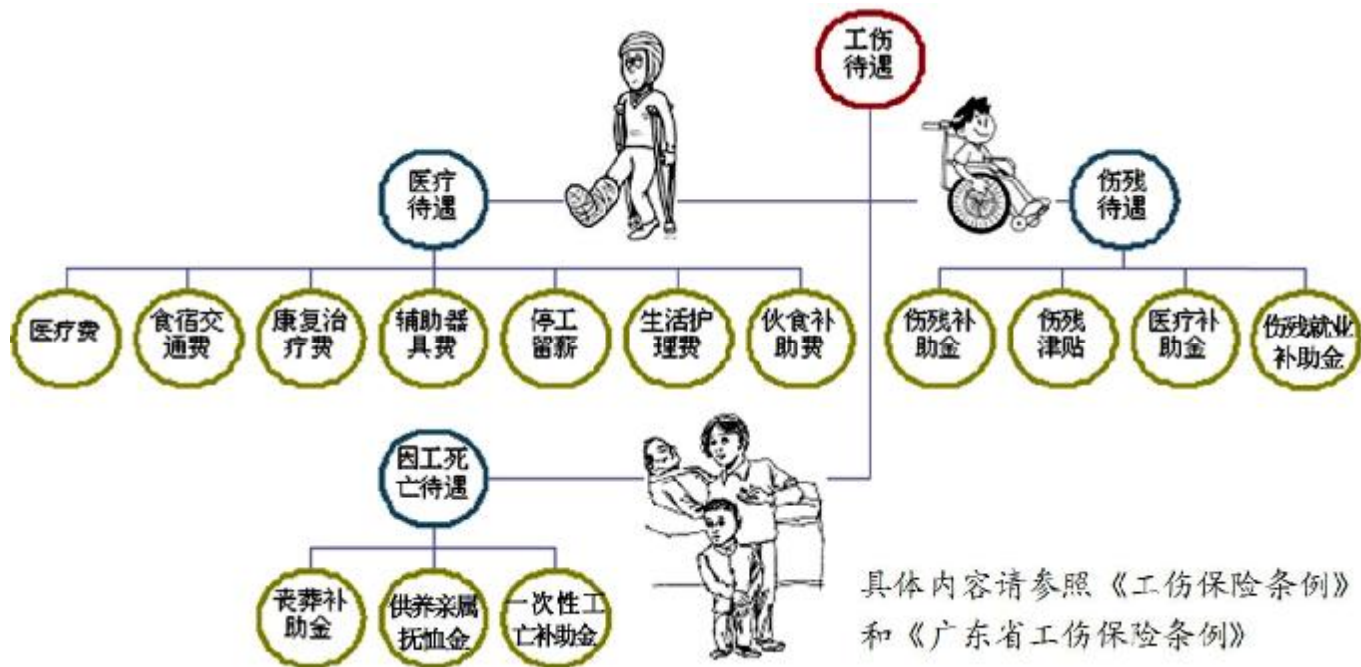 工伤
待遇
医疗
待遇
伤残
待遇
医疗费
食宿交
通费
康复治
疗费
辅助器
具费
停工
留薪
生活护
理费
伙食补
助费
伤残补
助金
伤残
津贴
医疗补
助金
伤残就业
补助金
因工死
亡待遇
丧葬补
助金
供养亲属
抚恤金
一次性工
亡补助金
具体内容请参照《工伤保险条例》
和《广东省工伤保险条例》